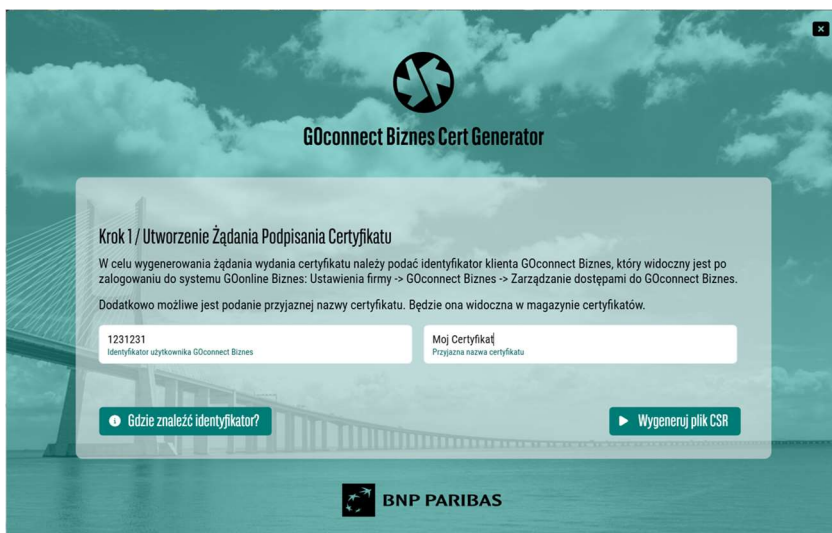 GOconnect Biznes Cert Generator
Krok 1 / Utworzenie Żądania Podpisania Certyfikatu
W celu wygenerowania żądania wydania certyfikatu należy podać identyfikator klienta GOconnect Biznes, który widoczny jest po
zalogowaniu do systemu GOonline Biznes: Ustawienia firmy -> GOconnect Biznes -> Zarządzanie dostępami do GOconnect Biznes.
Dodatkowo możliwe jest podanie przyjaznej nazwy certyfikatu. Będzie ona widoczna w magazynie certyfikatów.
1231231
Identyfikator użytkownika GOconnect Biznes
Moj Certyfikat
Przyjazna nazwa certyfikatu
Gdzie znaleźć identyfikator?
Wygeneruj plik CSR
BNP PARIBAS